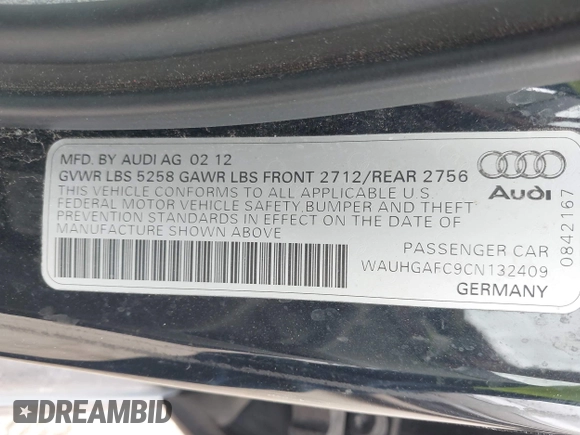 MFD. BY AUDI AG 02 12
GVWR LBS 5258 GAWR LBS FRONT 2712/REAR 2756
THIS VEHICLE CONFORMS TO ALL APPLICABLE U.S.
FEDERAL MOTOR VEHICLE SAFETY, BUMPER AND THEFT
PREVENTION STANDARDS IN EFFECT ON THE DATE OF
MANUFACTURE SHOWN ABOVE
Audi
0842167
PASSENGER CAR
WAUHGAFC9CN132409
GERMANY
DREAMBID